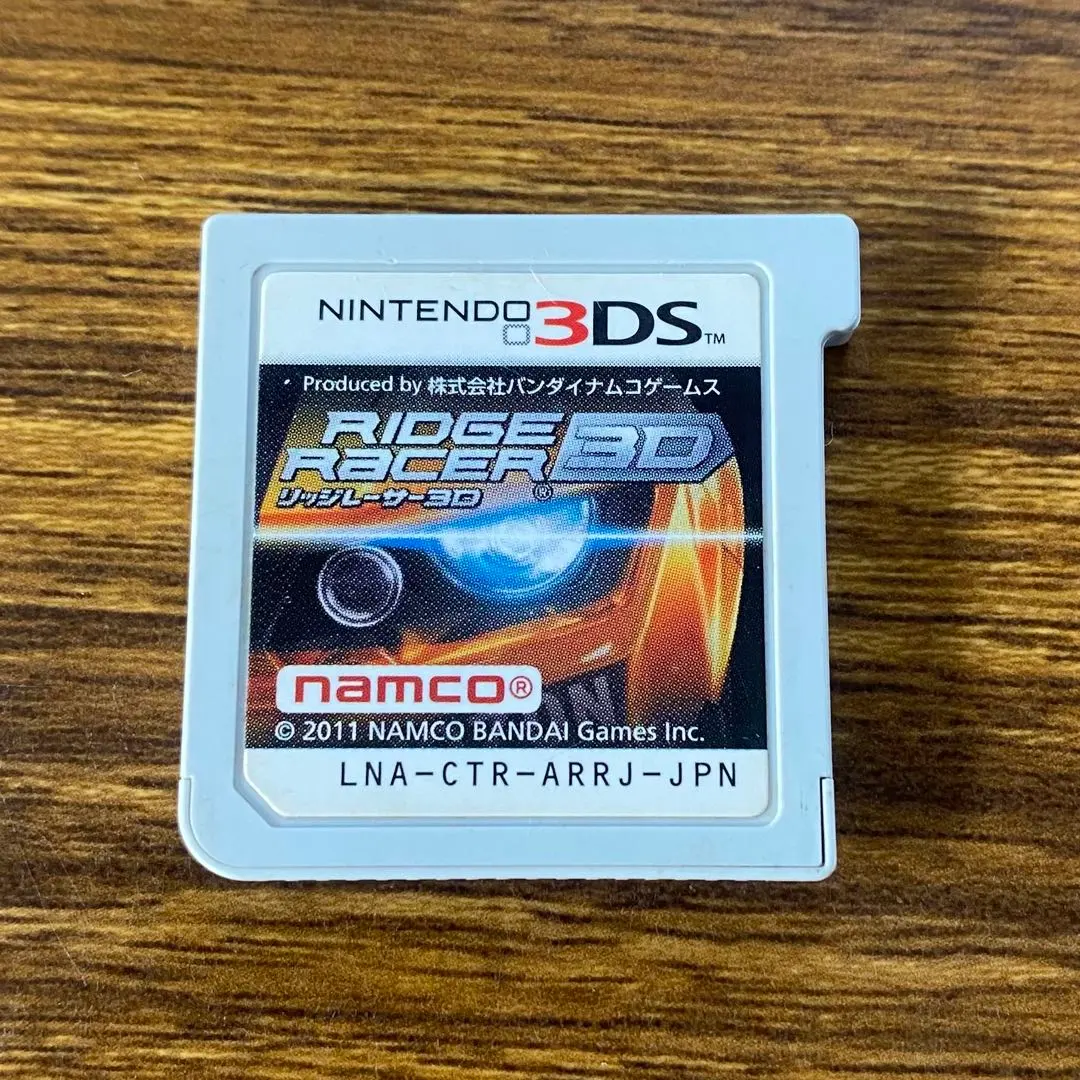 NINTENDO 3DS™
Produced by 株式会社バンダイナムコゲームス
RIDGE
RACER® 3D
リッジレーサー3D
namco®
© 2011 NAMCO BANDAI Games Inc.
LNA-CTR-ARRJ-JPN